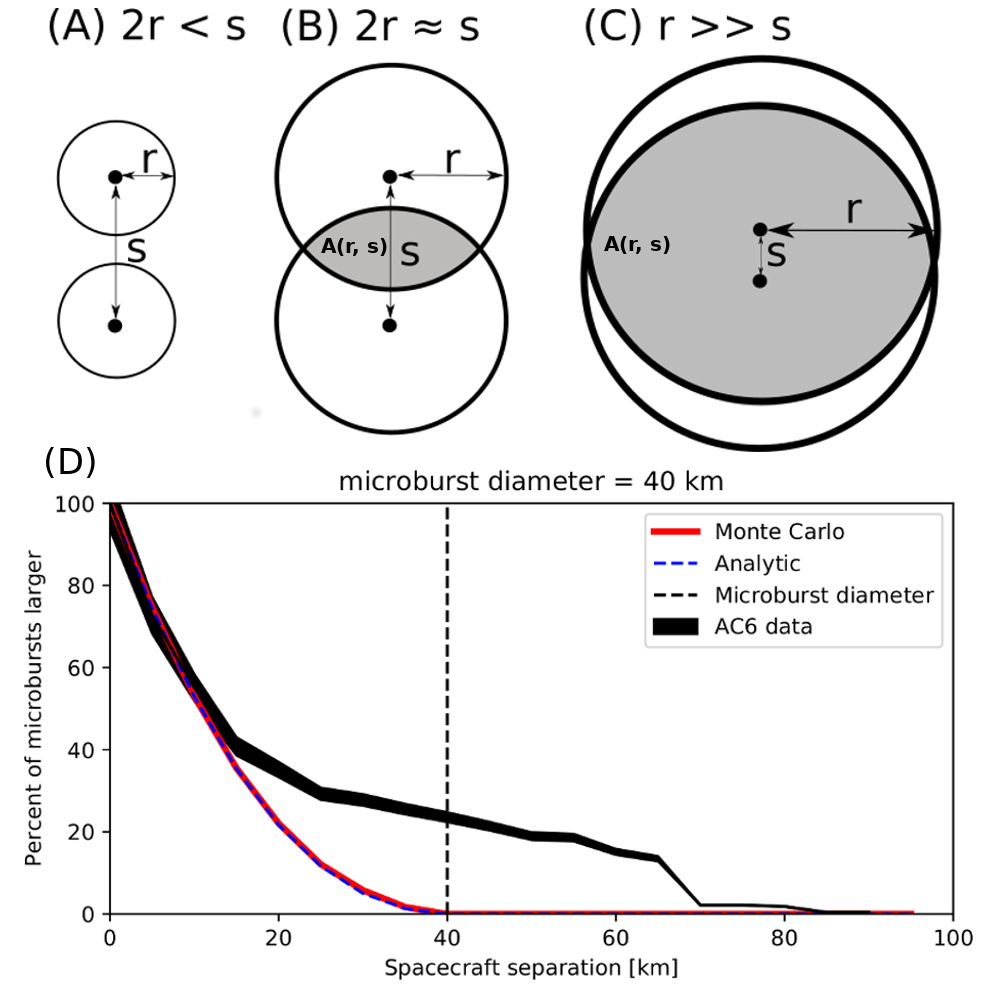 (A) 2r < s (B) 2r ≈ s (C) r >> s
r
s
r
A(r, s)
s
r
A(r, s)
s
(D)
microburst diameter = 40 km
Percent of microbursts larger
100
80
60
40
20
0
Monte Carlo
Analytic
Microburst diameter
AC6 data
0 20 40 60 80 100
Spacecraft separation [km]